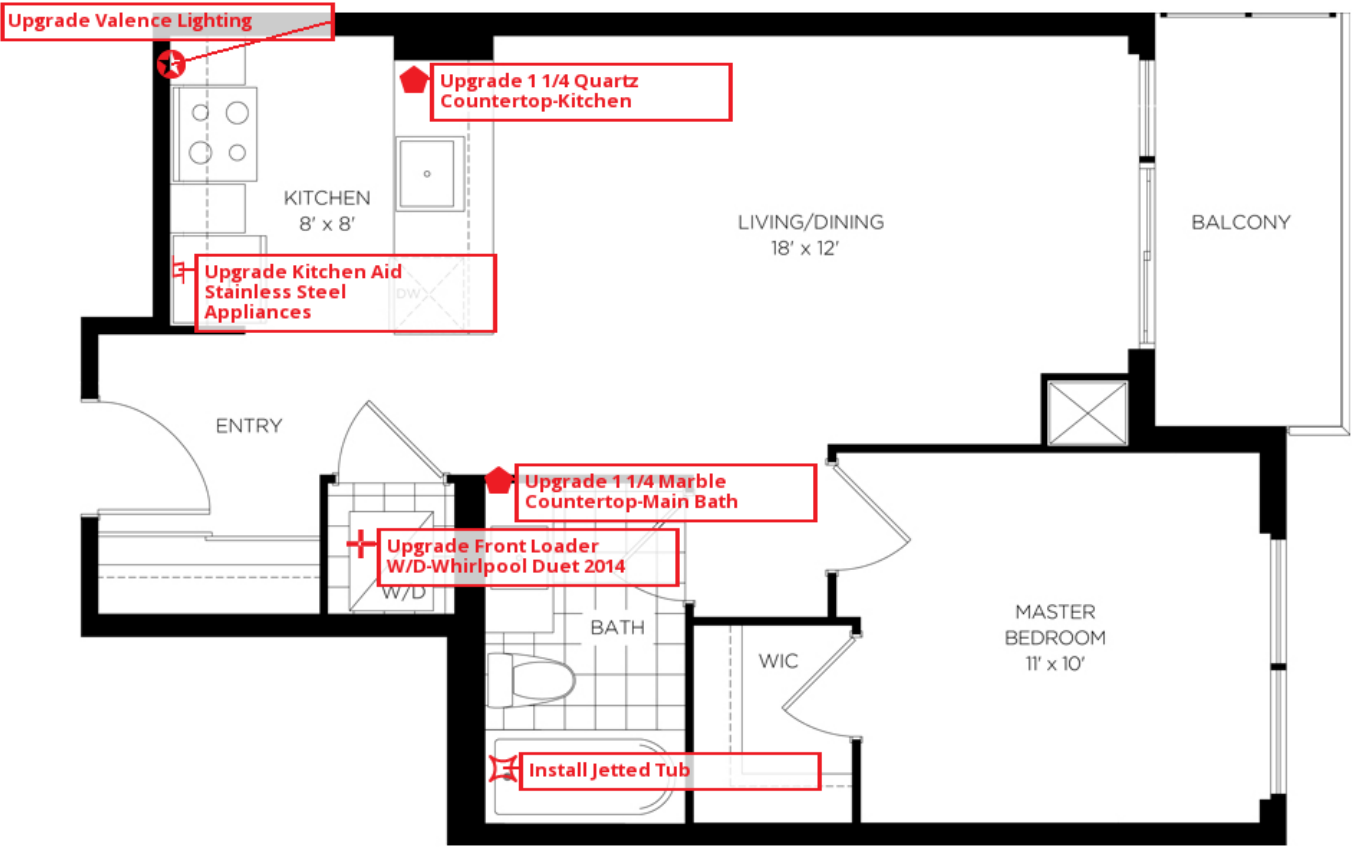 Upgrade Valence Lighting
Upgrade 1 1/4 Quartz
Countertop-Kitchen
KITCHEN
8' x 8'
LIVING/DINING
18' x 12'
BALCONY
Upgrade Kitchen Aid
Stainless Steel
Appliances
DW
ENTRY
Upgrade 1 1/4 Marble
Countertop-Main Bath
Upgrade Front Loader
W/D-Whirlpool Duet 2014
W/D
BATH
MASTER
BEDROOM
11' x 10'
WIC
Install Jetted Tub